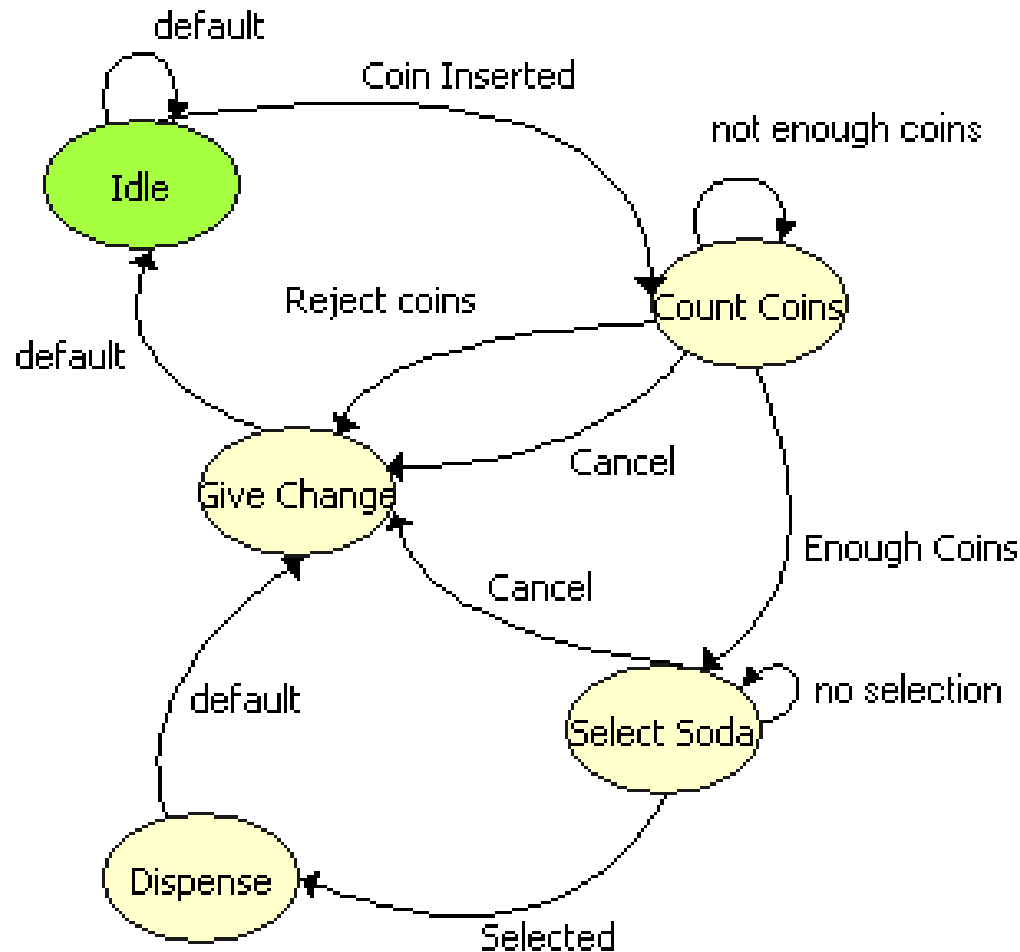 default
Coin Inserted
not enough coins
Idle
Reject coins
Count Coins
default
Cancel
Give Change
Enough Coins
Cancel
no selection
default
Select Soda
Dispense
Selected